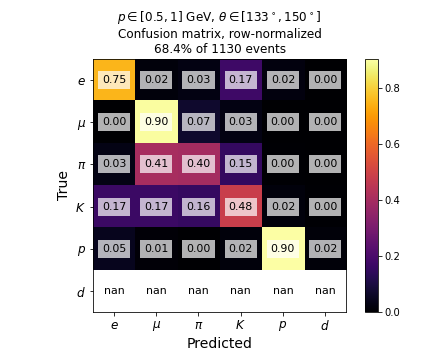 p ∈ [0.5, 1] GeV, θ ∈ [133°, 150°]
Confusion matrix, row-normalized
68.4% of 1130 events
True
e 0.75 0.02 0.03 0.17 0.02 0.00
μ 0.00 0.90 0.07 0.03 0.00 0.00
π 0.03 0.41 0.40 0.15 0.00 0.00
K 0.17 0.17 0.16 0.48 0.02 0.00
p 0.05 0.01 0.00 0.02 0.90 0.02
d nan nan nan nan nan nan
e μ π K p d
Predicted
0.8
0.6
0.4
0.2
0.0